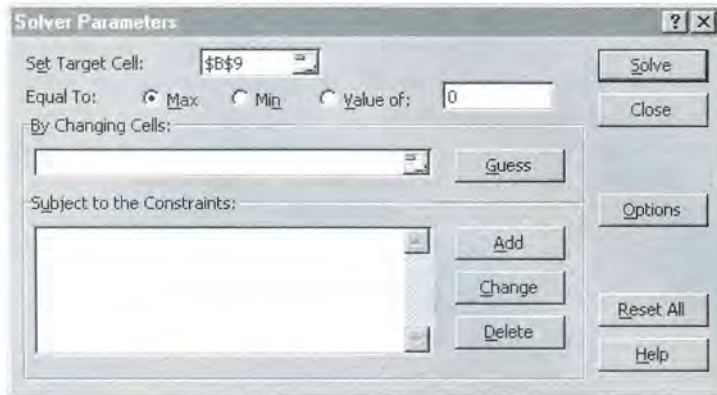 Solver Parameters ? ×
Set Target Cell: $B$9 Solve
Equal To: Max Min Value of: 0 Close
By Changing Cells:
Guess
Subject to the Constraints: Options
Add
Change
Delete Reset All
Help